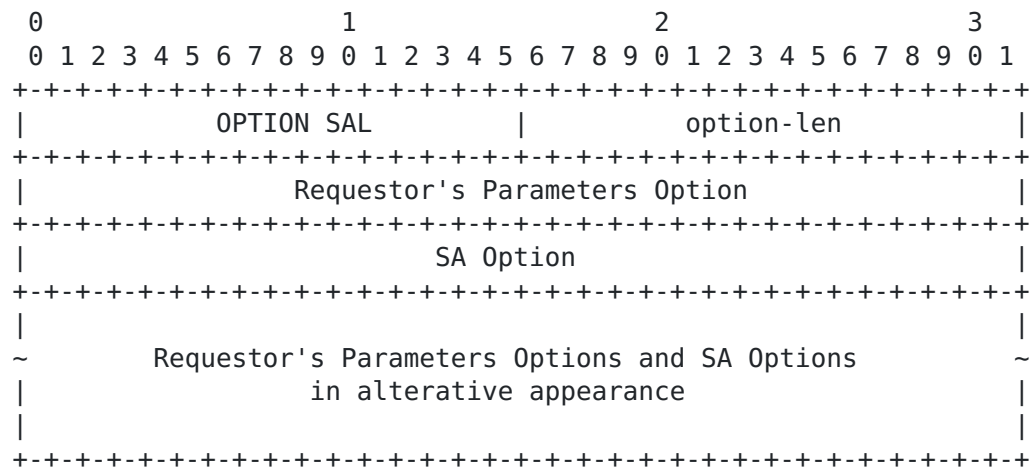 0                   1                   2                   3
 0 1 2 3 4 5 6 7 8 9 0 1 2 3 4 5 6 7 8 9 0 1 2 3 4 5 6 7 8 9 0 1
+-+-+-+-+-+-+-+-+-+-+-+-+-+-+-+-+-+-+-+-+-+-+-+-+-+-+-+-+-+-+-+-+
|            OPTION SAL         |          option-len           |
+-+-+-+-+-+-+-+-+-+-+-+-+-+-+-+-+-+-+-+-+-+-+-+-+-+-+-+-+-+-+-+-+
|                 Requestor's Parameters Option                 |
+-+-+-+-+-+-+-+-+-+-+-+-+-+-+-+-+-+-+-+-+-+-+-+-+-+-+-+-+-+-+-+-+
|                          SA Option                            |
+-+-+-+-+-+-+-+-+-+-+-+-+-+-+-+-+-+-+-+-+-+-+-+-+-+-+-+-+-+-+-+-+
|                                                               |
~        Requestor's Parameters Options and SA Options          ~
|                  in alterative appearance                     |
|                                                               |
+-+-+-+-+-+-+-+-+-+-+-+-+-+-+-+-+-+-+-+-+-+-+-+-+-+-+-+-+-+-+-+-+